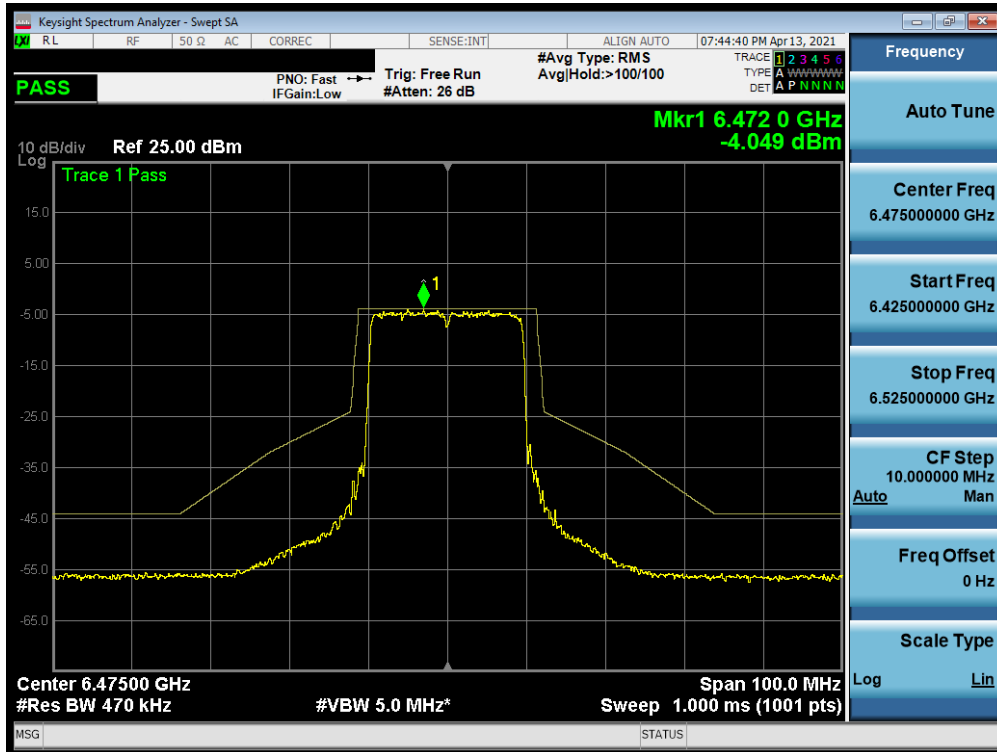 Keysight Spectrum Analyzer - Swept SA
LXI RL RF 50 Ω AC CORREC SENSE:INT ALIGN AUTO 07:44:40 PM Apr 13, 2021
PASS
PNO: Fast
IFGain:Low
Trig: Free Run
#Atten: 26 dB
#Avg Type: RMS
Avg|Hold:>100/100
TRACE 1 2 3 4 5 6
TYPE A WWWWW
DET A P N N N N
Mkr1 6.472 0 GHz
-4.049 dBm
10 dB/div Ref 25.00 dBm
Log
Trace 1 Pass
15.0
5.00
1
-5.00
-15.0
-25.0
-35.0
-45.0
-55.0
-65.0
Center 6.47500 GHz Span 100.0 MHz
#Res BW 470 kHz #VBW 5.0 MHz* Sweep 1.000 ms (1001 pts)
MSG STATUS
Frequency
Auto Tune
Center Freq
6.475000000 GHz
Start Freq
6.425000000 GHz
Stop Freq
6.525000000 GHz
CF Step
10.000000 MHz
Auto Man
Freq Offset
0 Hz
Scale Type
Log Lin